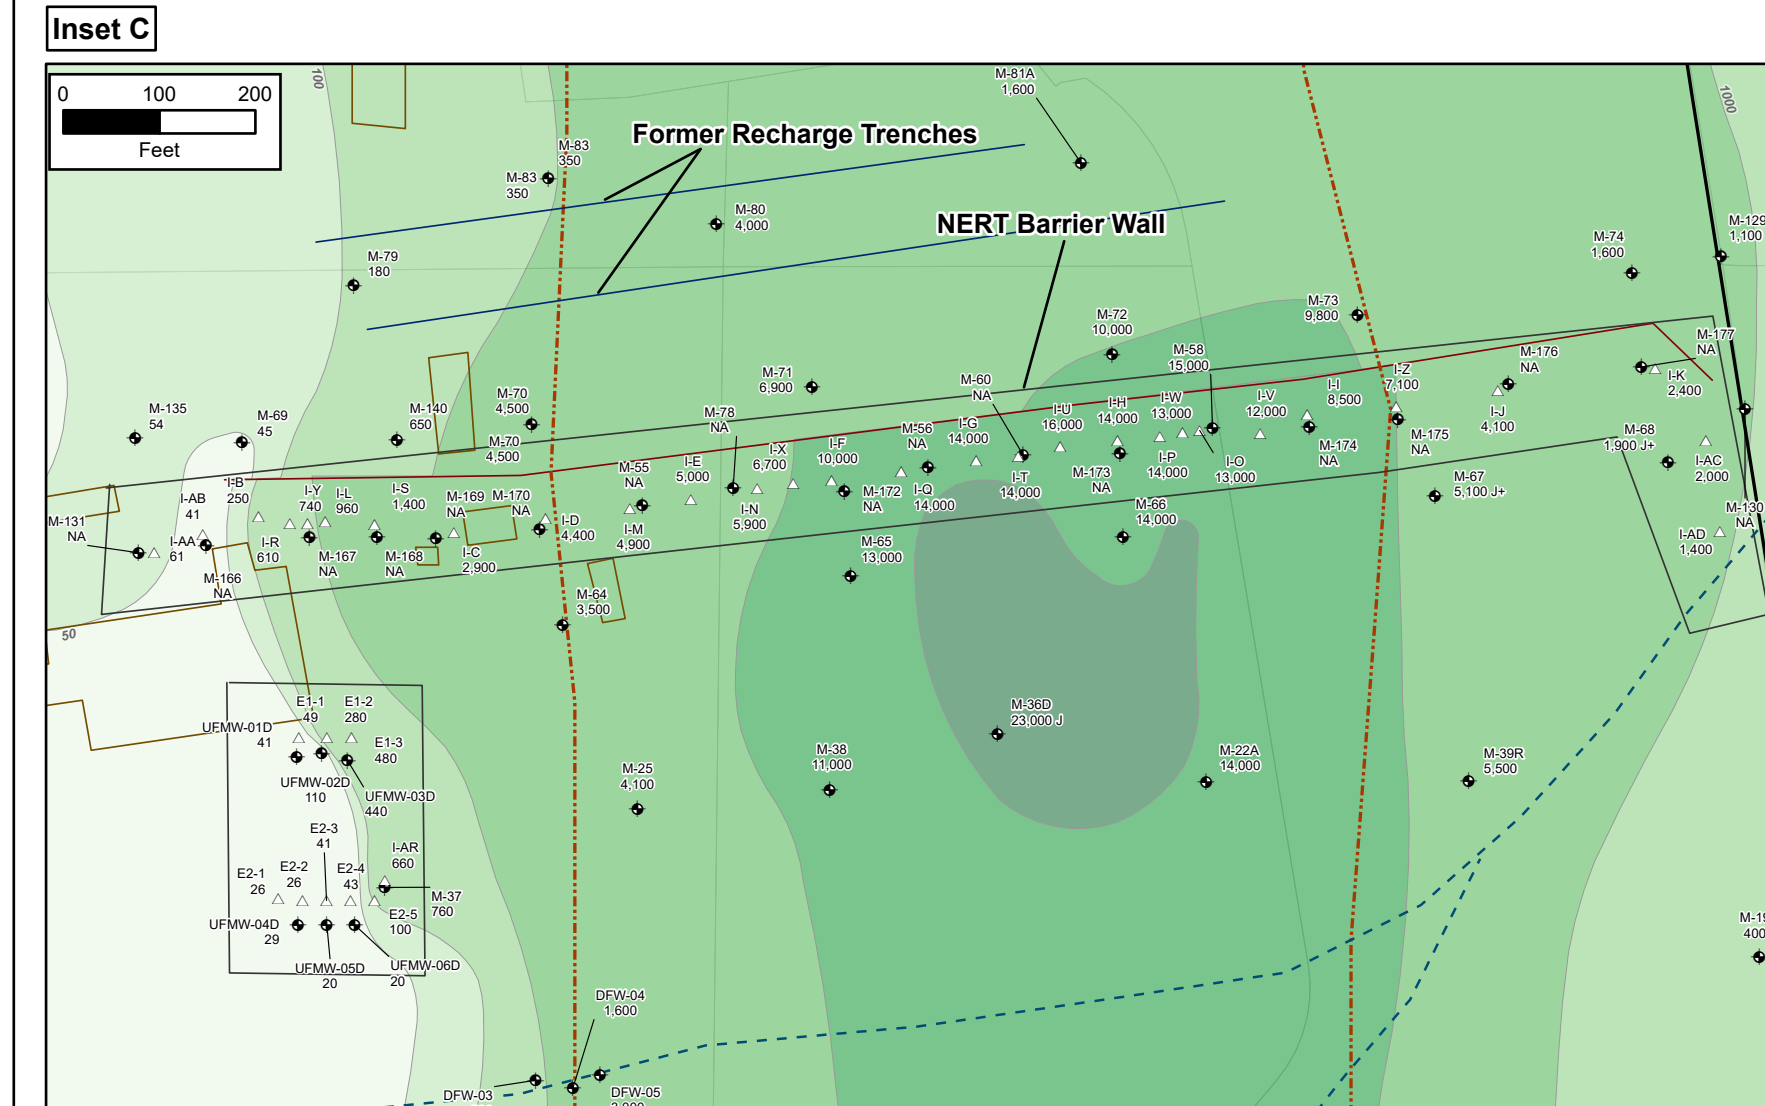 Inset C
0 100 200
Feet
100
1000
50
Former Recharge Trenches
NERT Barrier Wall
M-81A
1,600
M-83
350
M-83
350
M-80
4,000
M-79
180
M-129
1,100
M-74
1,600
M-73
9,800
M-72
10,000
M-58
15,000
M-177
NA
M-176
NA
I-Z
7,100
I-K
2,400
M-71
6,900
M-60
NA
I-I
8,500
I-V
12,000
I-W
13,000
I-H
14,000
I-U
16,000
I-G
14,000
I-J
4,100
M-70
4,500
M-135
54
M-69
45
M-140
650
M-70
4,500
M-78
NA
M-56
NA
M-175
NA
M-174
NA
M-68
1,900 J+
I-AC
2,000
I-F
10,000
I-X
6,700
I-E
5,000
M-55
NA
I-O
13,000
I-P
14,000
M-173
NA
I-T
14,000
M-67
5,100 J+
I-B
250
I-AB
41
I-Y
740
I-L
960
I-S
1,400
M-169
NA
M-170
NA
M-172
NA
I-Q
14,000
I-N
5,900
M-66
14,000
M-130
NA
M-131
NA
I-AA
61
I-R
610
M-167
NA
M-168
NA
I-C
2,900
I-D
4,400
I-M
4,900
M-65
13,000
I-AD
1,400
M-166
NA
M-64
3,500
E1-1
49
E1-2
280
UFMW-01D
41
E1-3
480
UFMW-02D
110
UFMW-03D
440
M-36D
23,000 J
M-38
11,000
M-22A
14,000
M-39R
5,500
M-25
4,100
E2-3
41
I-AR
660
E2-1
26
E2-2
26
E2-4
43
M-37
760
E2-5
100
UFMW-04D
29
UFMW-05D
20
UFMW-06D
20
M-19
400
DFW-04
1,600
DFW-03
DFW-05